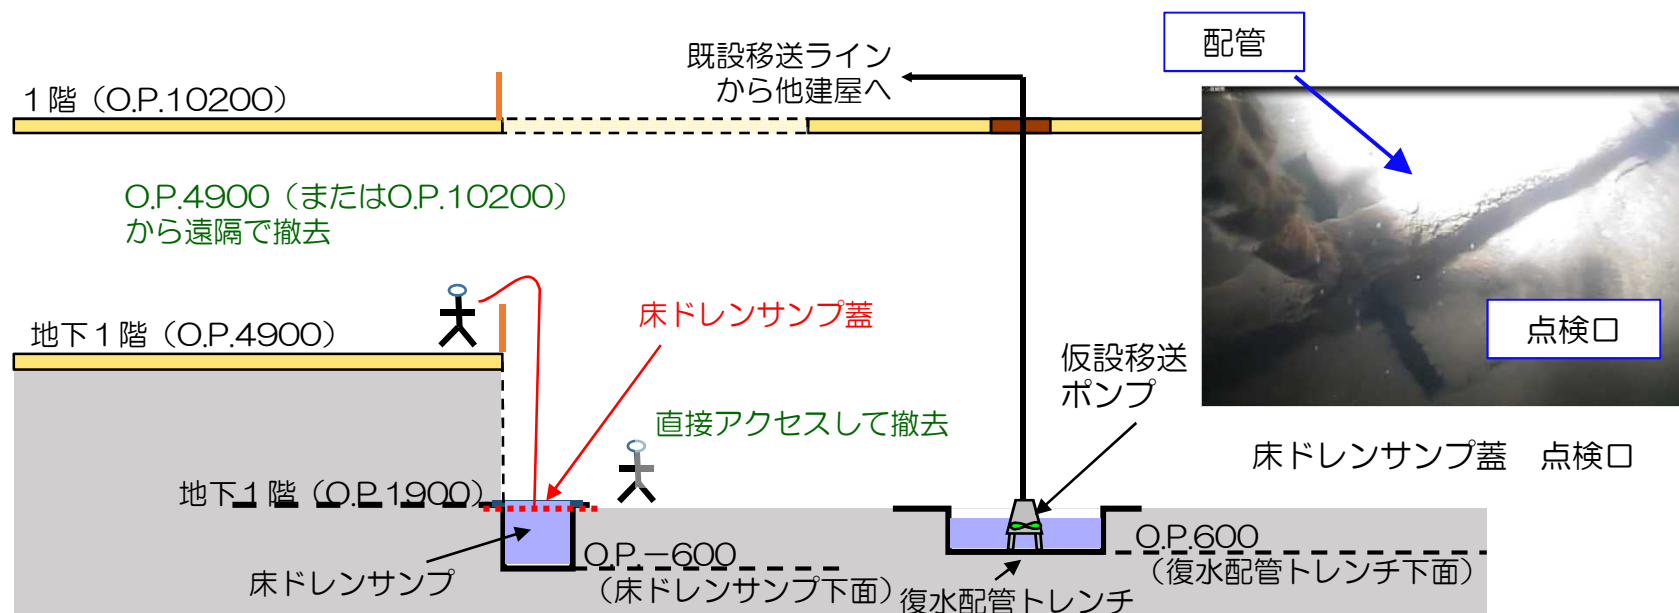 配管
既設移送ライン
から他建屋へ
1階（O.P.10200）
O.P.4900（またはO.P.10200）
から遠隔で撤去
床ドレンサンプ蓋
点検口
地下1階（O.P.4900）
仮設移送
ポンプ
直接アクセスして撤去
床ドレンサンプ蓋　点検口
地下1階（O.P.1900）
O.P.－600
（床ドレンサンプ下面）
O.P.600
（復水配管トレンチ下面）
床ドレンサンプ
復水配管トレンチ